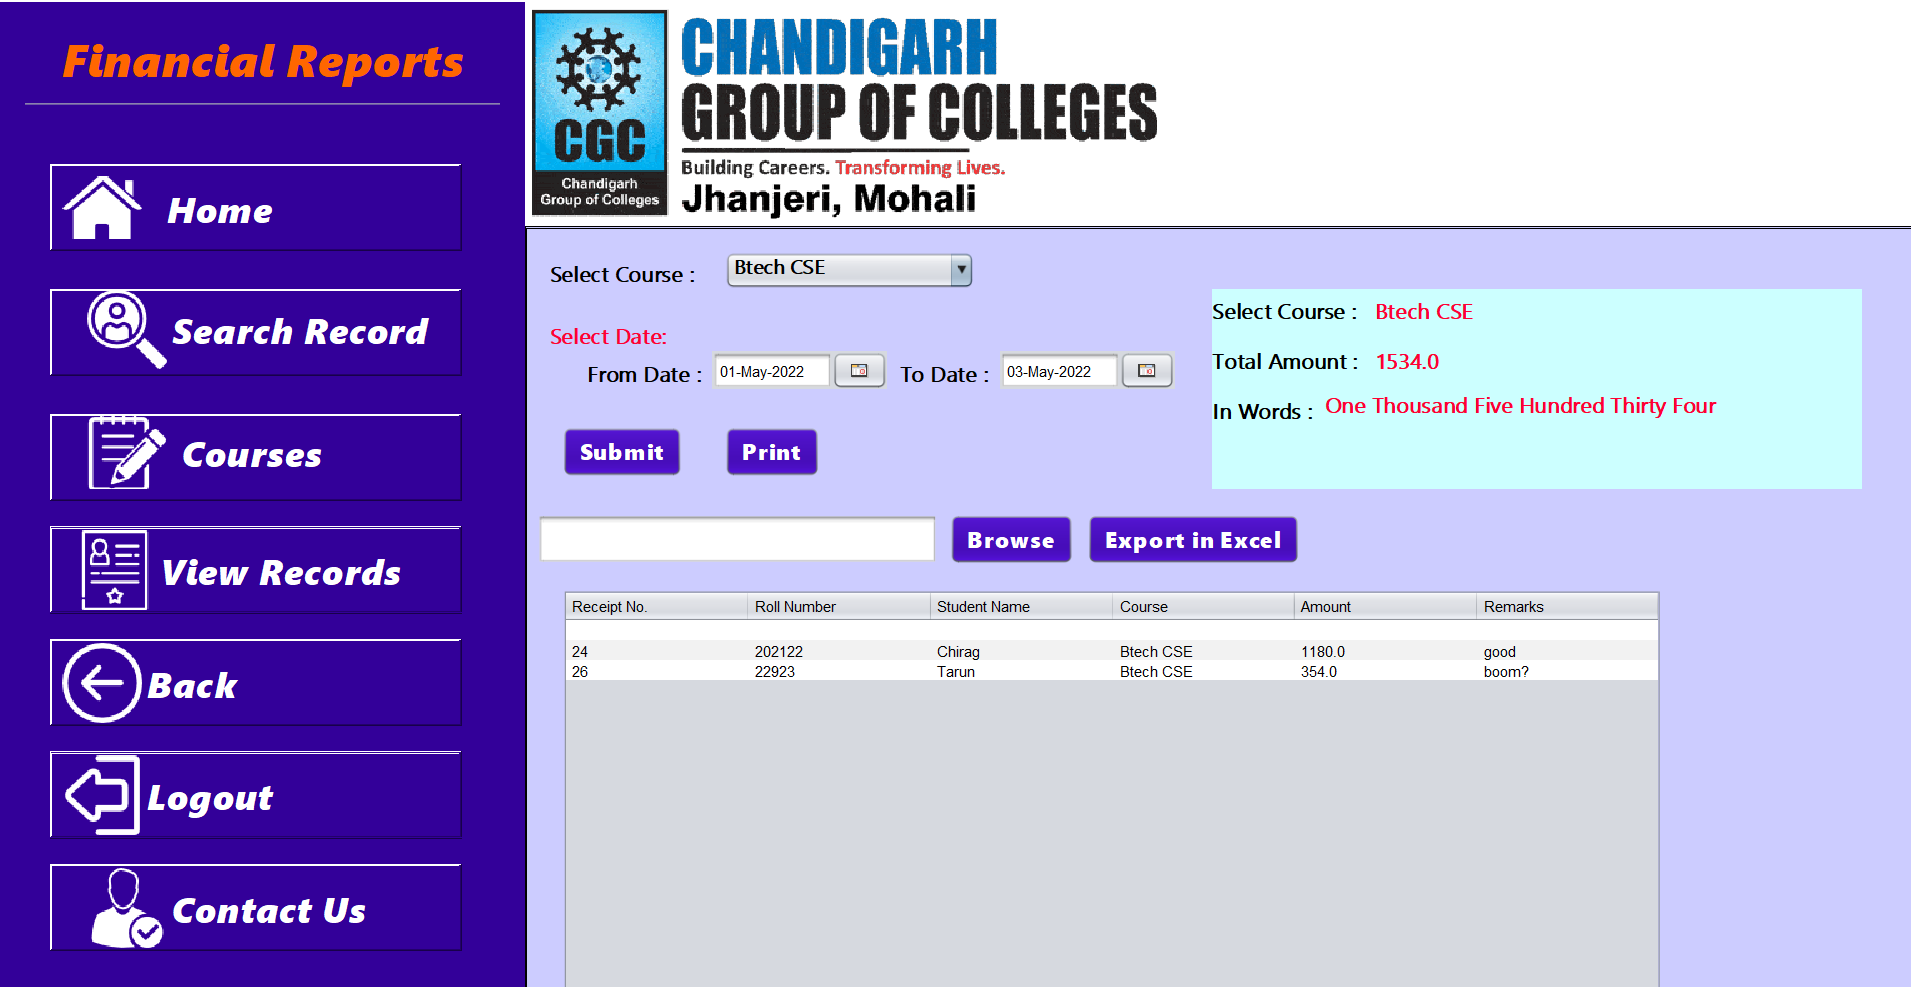 Financial Reports
Home
Search Record
Courses
View Records
Back
Logout
Contact Us
CGC
Chandigarh
Group of Colleges
CHANDIGARH
GROUP OF COLLEGES
Building Careers. Transforming Lives.
Jhanjeri, Mohali
Select Course : Btech CSE
Select Date:
From Date : 01-May-2022 To Date : 03-May-2022
Submit Print
Select Course : Btech CSE
Total Amount : 1534.0
In Words : One Thousand Five Hundred Thirty Four
Browse Export in Excel
Receipt No. Roll Number Student Name Course Amount Remarks
24 202122 Chirag Btech CSE 1180.0 good
26 22923 Tarun Btech CSE 354.0 boom?